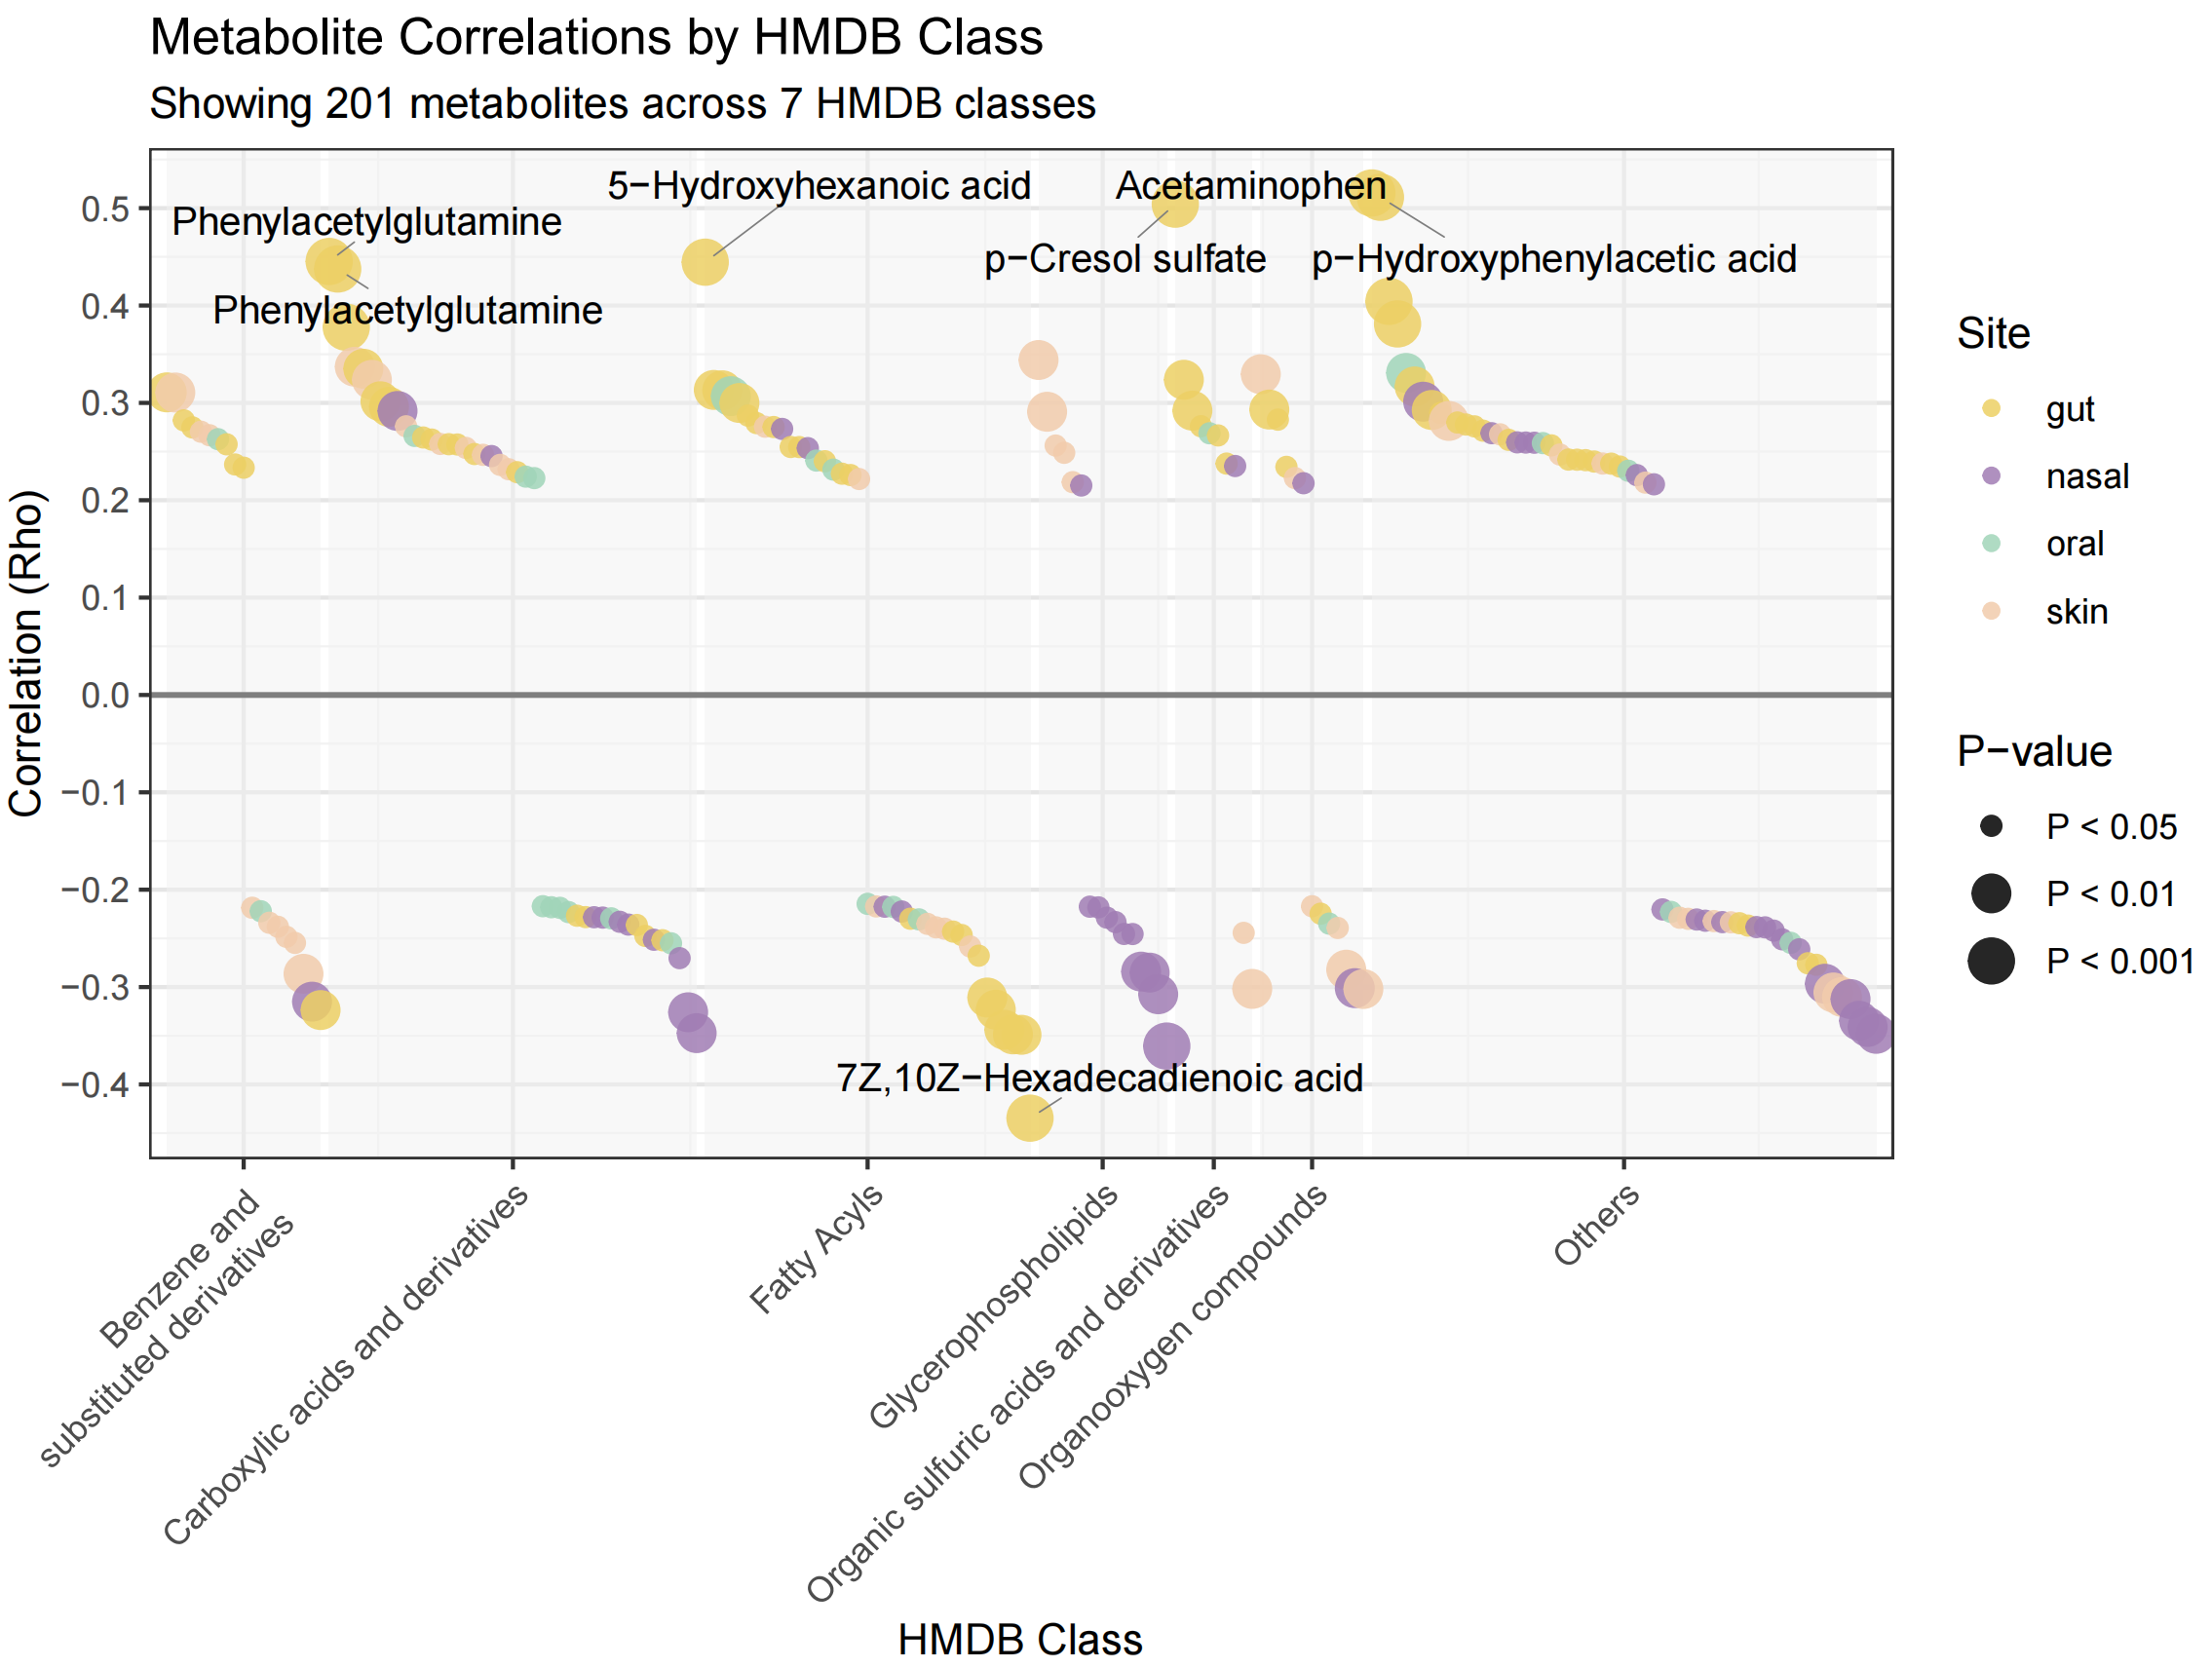 Metabolite Correlations by HMDB Class
Showing 201 metabolites across 7 HMDB classes
Correlation (Rho)
0.5
0.4
0.3
0.2
0.1
0.0
−0.1
−0.2
−0.3
−0.4
Phenylacetylglutamine
Phenylacetylglutamine
5−Hydroxyhexanoic acid
Acetaminophen
p−Cresol sulfate
p−Hydroxyphenylacetic acid
7Z,10Z−Hexadecadienoic acid
Benzene and
substituted derivatives
Carboxylic acids and derivatives
Fatty Acyls
Glycerophospholipids
Organic sulfuric acids and derivatives
Organooxygen compounds
Others
HMDB Class
Site
gut
nasal
oral
skin
P−value
P < 0.05
P < 0.01
P < 0.001